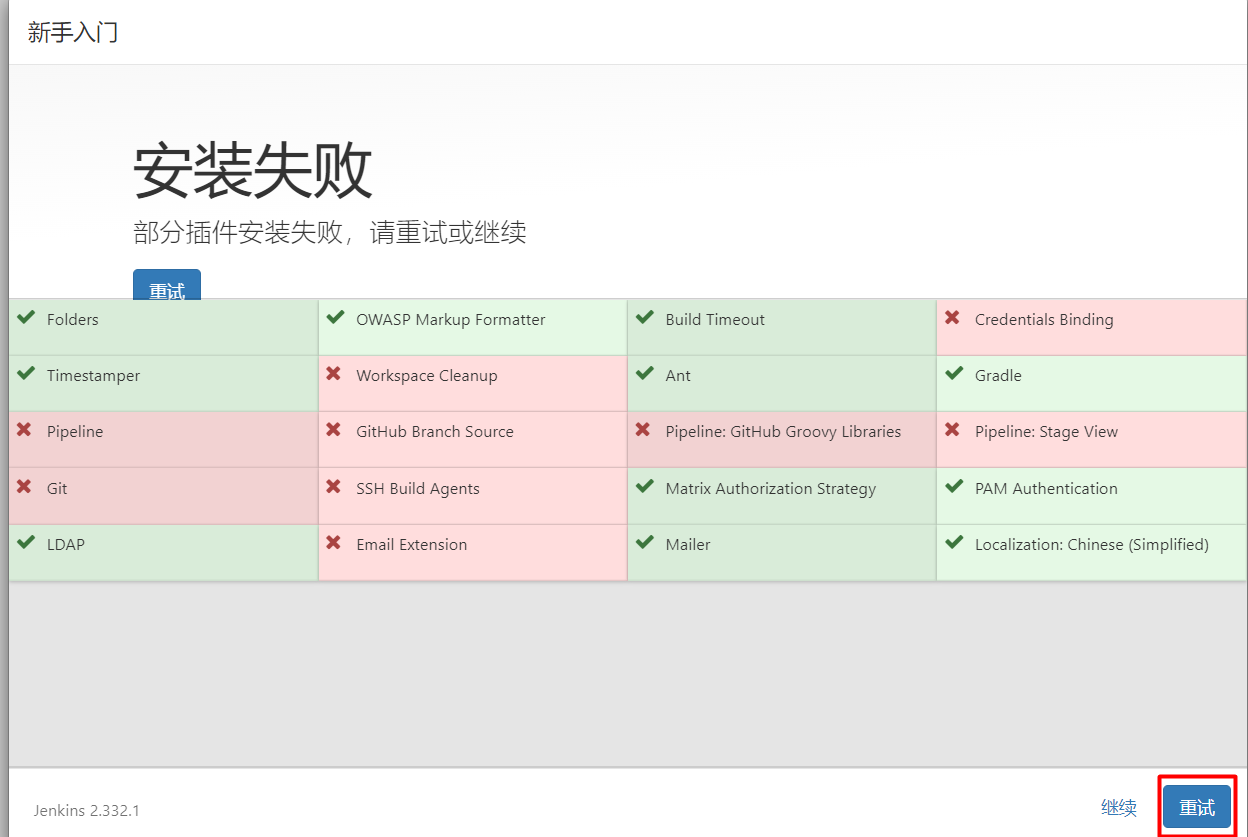 新手入门
安装失败
部分插件安装失败，请重试或继续
重试
Folders OWASP Markup Formatter Build Timeout Credentials Binding
Timestamper Workspace Cleanup Ant Gradle
Pipeline GitHub Branch Source Pipeline: GitHub Groovy Libraries Pipeline: Stage View
Git SSH Build Agents Matrix Authorization Strategy PAM Authentication
LDAP Email Extension Mailer Localization: Chinese (Simplified)
Jenkins 2.332.1 继续 重试